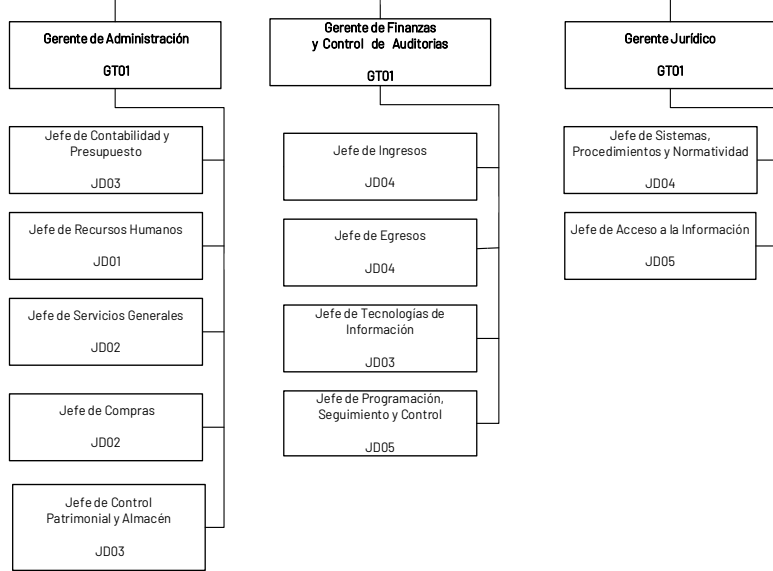 Gerente de Administración
GT01
Jefe de Contabilidad y
Presupuesto
JD03
Jefe de Recursos Humanos
JD01
Jefe de Servicios Generales
JD02
Jefe de Compras
JD02
Jefe de Control
Patrimonial y Almacén
JD03
Gerente de Finanzas
y Control de Auditorias
GT01
Jefe de Ingresos
JD04
Jefe de Egresos
JD04
Jefe de Tecnologías de
Información
JD03
Jefe de Programación,
Seguimiento y Control
JD05
Gerente Jurídico
GT01
Jefe de Sistemas,
Procedimientos y Normatividad
JD04
Jefe de Acceso a la Información
JD05